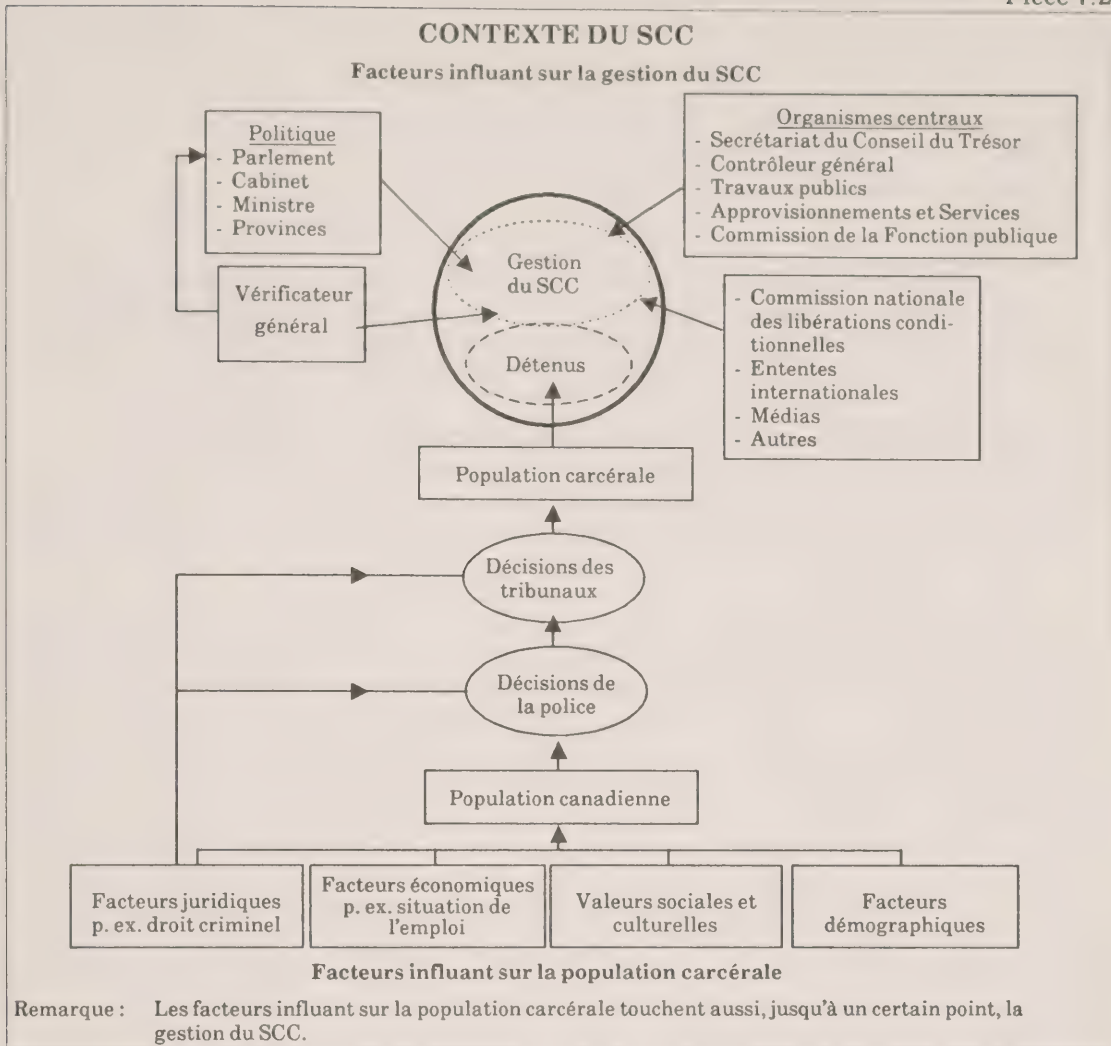 CONTEXTE DU SCC
Facteurs influant sur la gestion du SCC
Politique
- Parlement
- Cabinet
- Ministre
- Provinces
Vérificateur
général
Organismes centraux
- Secrétariat du Conseil du Trésor
- Contrôleur général
- Travaux publics
- Approvisionnements et Services
- Commission de la Fonction publique
Gestion
du SCC
Détenus
- Commission nationale
des libérations condi-
tionnelles
- Ententes
internationales
- Médias
- Autres
Population carcérale
Décisions des
tribunaux
Décisions de
la police
Population canadienne
Facteurs juridiques
p. ex. droit criminel
Facteurs économiques
p. ex. situation de
l'emploi
Valeurs sociales et
culturelles
Facteurs
démographiques
Facteurs influant sur la population carcérale
Remarque : Les facteurs influant sur la population carcérale touchent aussi, jusqu'à un certain point, la
gestion du SCC.